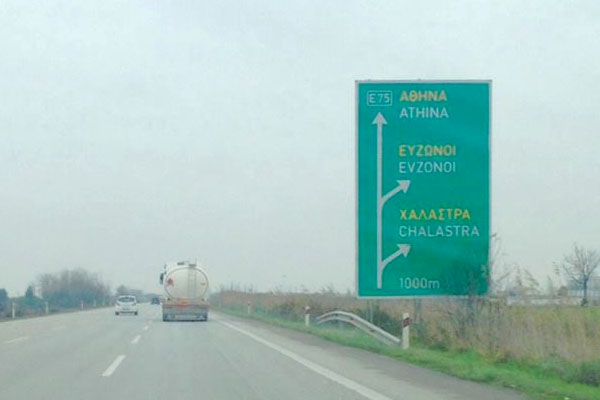 E75 ΑΘΗΝΑ
ATHINA
ΕΥΖΩΝΟΙ
EVZONOI
ΧΑΛΑΣΤΡΑ
CHALASTRA
1000m